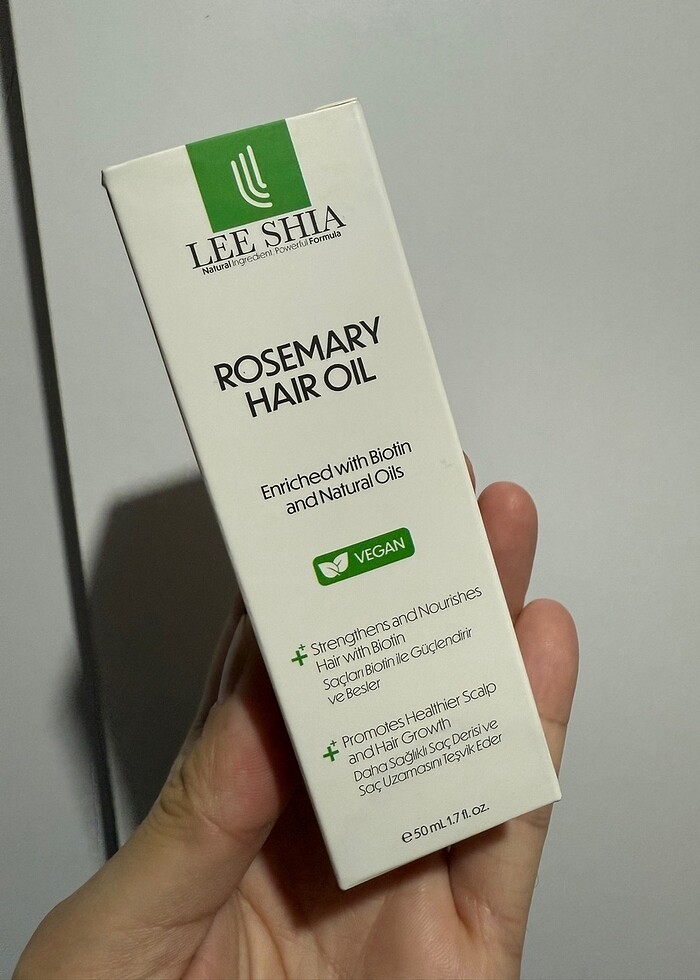 LEE SHIA
Natural Ingredient Powerful Formula
ROSEMARY
HAIR OIL
Enriched with Biotin
and Natural Oils
VEGAN
Strengthens and Nourishes
Hair with Biotin
Saçları Biotin ile Güçlendirir
ve Besler
Promotes Healthier Scalp
and Hair Growth
Daha Sağlıklı Saç Derisi ve
Saç Uzamasını Teşvik Eder
℮50 mL 1.7 fl. oz.